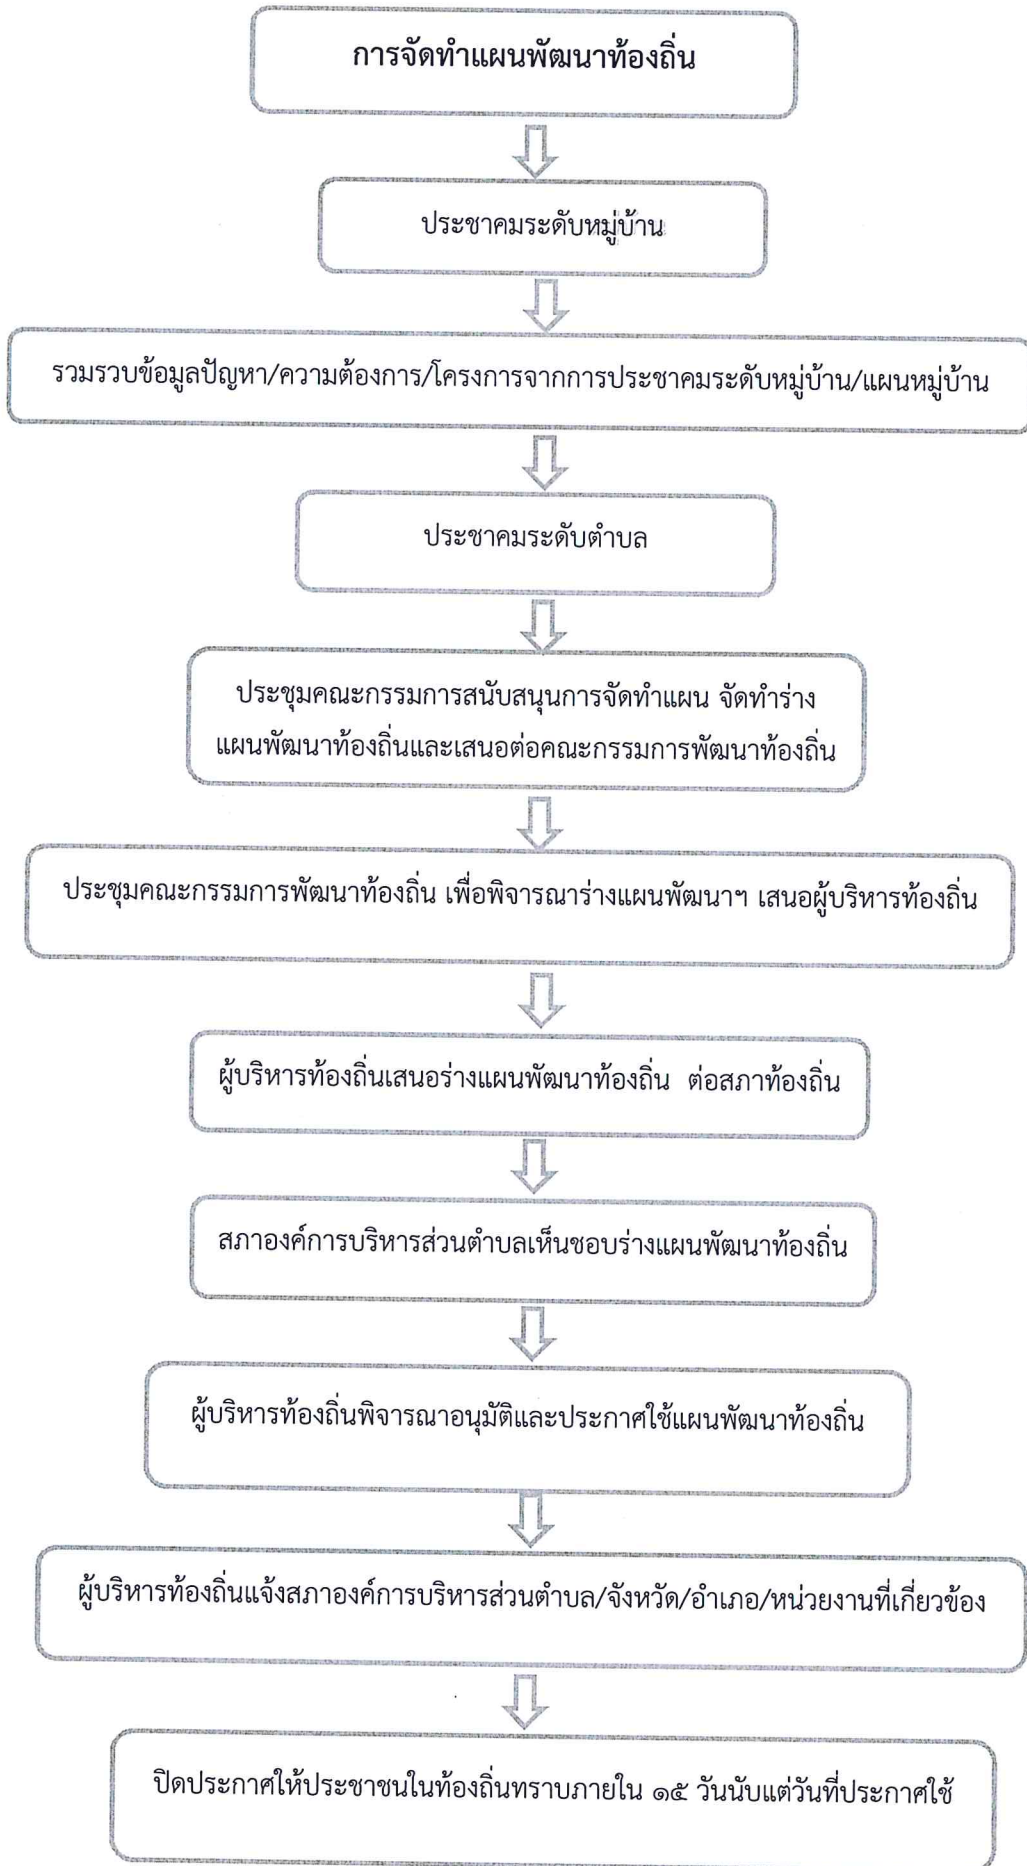 การจัดทำแผนพัฒนาท้องถิ่น
ประชาคมระดับหมู่บ้าน
รวมรวบข้อมูลปัญหา/ความต้องการ/โครงการจากการประชาคมระดับหมู่บ้าน/แผนหมู่บ้าน
ประชาคมระดับตำบล
ประชุมคณะกรรมการสนับสนุนการจัดทำแผน จัดทำร่าง
แผนพัฒนาท้องถิ่นและเสนอต่อคณะกรรมการพัฒนาท้องถิ่น
ประชุมคณะกรรมการพัฒนาท้องถิ่น เพื่อพิจารณาร่างแผนพัฒนาฯ เสนอผู้บริหารท้องถิ่น
ผู้บริหารท้องถิ่นเสนอร่างแผนพัฒนาท้องถิ่น ต่อสภาท้องถิ่น
สภาองค์การบริหารส่วนตำบลเห็นชอบร่างแผนพัฒนาท้องถิ่น
ผู้บริหารท้องถิ่นพิจารณาอนุมัติและประกาศใช้แผนพัฒนาท้องถิ่น
ผู้บริหารท้องถิ่นแจ้งสภาองค์การบริหารส่วนตำบล/จังหวัด/อำเภอ/หน่วยงานที่เกี่ยวข้อง
ปิดประกาศให้ประชาชนในท้องถิ่นทราบภายใน ๑๕ วันนับแต่วันที่ประกาศใช้